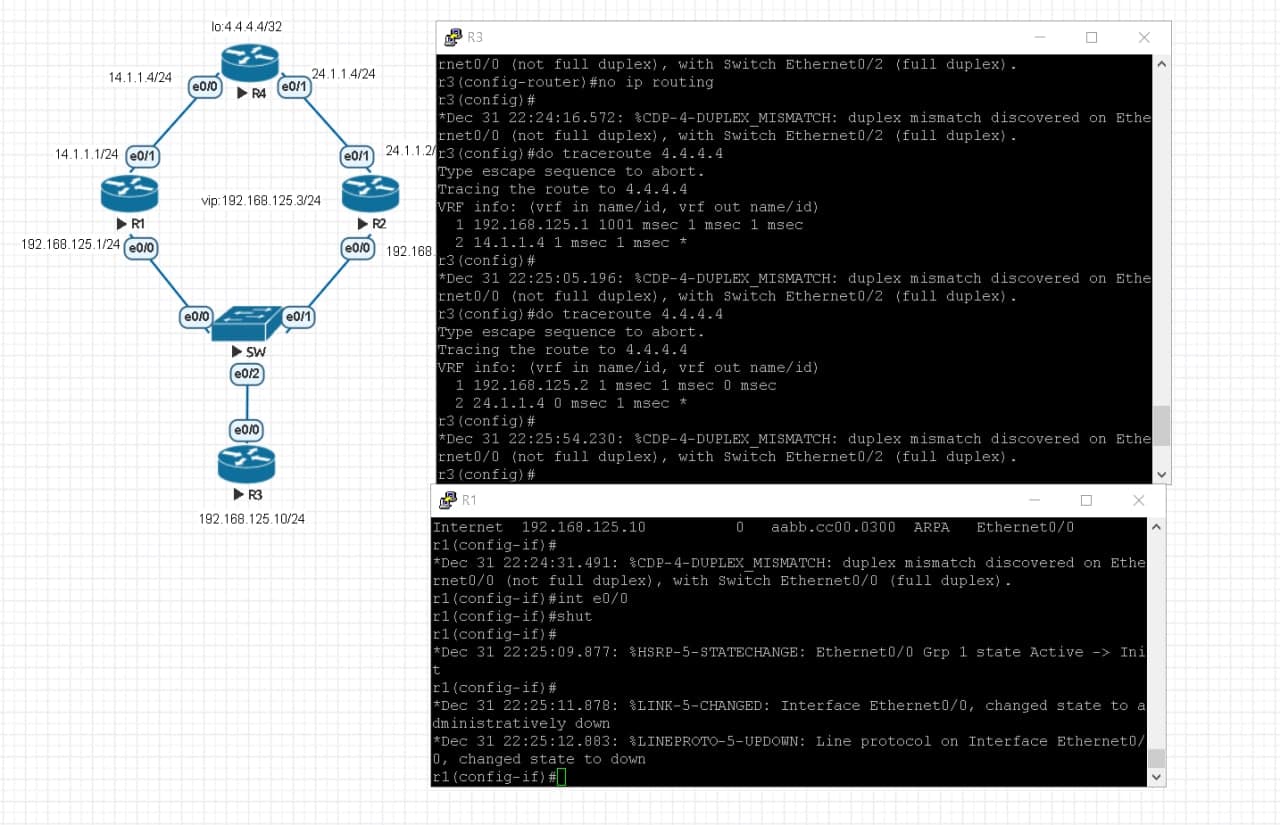 lo:4.4.4.4/32
14.1.1.4/24
24.1.1.4/24
e0/0
e0/1
R4
14.1.1.1/24
e0/1
e0/1
24.1.1.2/
vip:192.168.125.3/24
R1
R2
192.168.125.1/24
e0/0
e0/0
192.168
e0/0
e0/1
SW
e0/2
e0/0
R3
192.168.125.10/24
R3
rnet0/0 (not full duplex), with Switch Ethernet0/2 (full duplex).
r3(config-router)#no ip routing
r3(config)#
*Dec 31 22:24:16.572: %CDP-4-DUPLEX_MISMATCH: duplex mismatch discovered on Ethe
rnet0/0 (not full duplex), with Switch Ethernet0/2 (full duplex).
r3(config)#do traceroute 4.4.4.4
Type escape sequence to abort.
Tracing the route to 4.4.4.4
VRF info: (vrf in name/id, vrf out name/id)
1 192.168.125.1 1001 msec 1 msec 1 msec
2 14.1.1.4 1 msec 1 msec *
r3(config)#
*Dec 31 22:25:05.196: %CDP-4-DUPLEX_MISMATCH: duplex mismatch discovered on Ethe
rnet0/0 (not full duplex), with Switch Ethernet0/2 (full duplex).
r3(config)#do traceroute 4.4.4.4
Type escape sequence to abort.
Tracing the route to 4.4.4.4
VRF info: (vrf in name/id, vrf out name/id)
1 192.168.125.2 1 msec 1 msec 0 msec
2 24.1.1.4 0 msec 1 msec *
r3(config)#
*Dec 31 22:25:54.230: %CDP-4-DUPLEX_MISMATCH: duplex mismatch discovered on Ethe
rnet0/0 (not full duplex), with Switch Ethernet0/2 (full duplex).
r3(config)#
R1
Internet 192.168.125.10 0 aabb.cc00.0300 ARPA Ethernet0/0
r1(config-if)#
*Dec 31 22:24:31.491: %CDP-4-DUPLEX_MISMATCH: duplex mismatch discovered on Ethe
rnet0/0 (not full duplex), with Switch Ethernet0/0 (full duplex).
r1(config-if)#int e0/0
r1(config-if)#shut
r1(config-if)#
*Dec 31 22:25:09.877: %HSRP-5-STATECHANGE: Ethernet0/0 Grp 1 state Active -> Ini
t
r1(config-if)#
*Dec 31 22:25:11.878: %LINK-5-CHANGED: Interface Ethernet0/0, changed state to a
dministratively down
*Dec 31 22:25:12.883: %LINEPROTO-5-UPDOWN: Line protocol on Interface Ethernet0/
0, changed state to down
r1(config-if)#